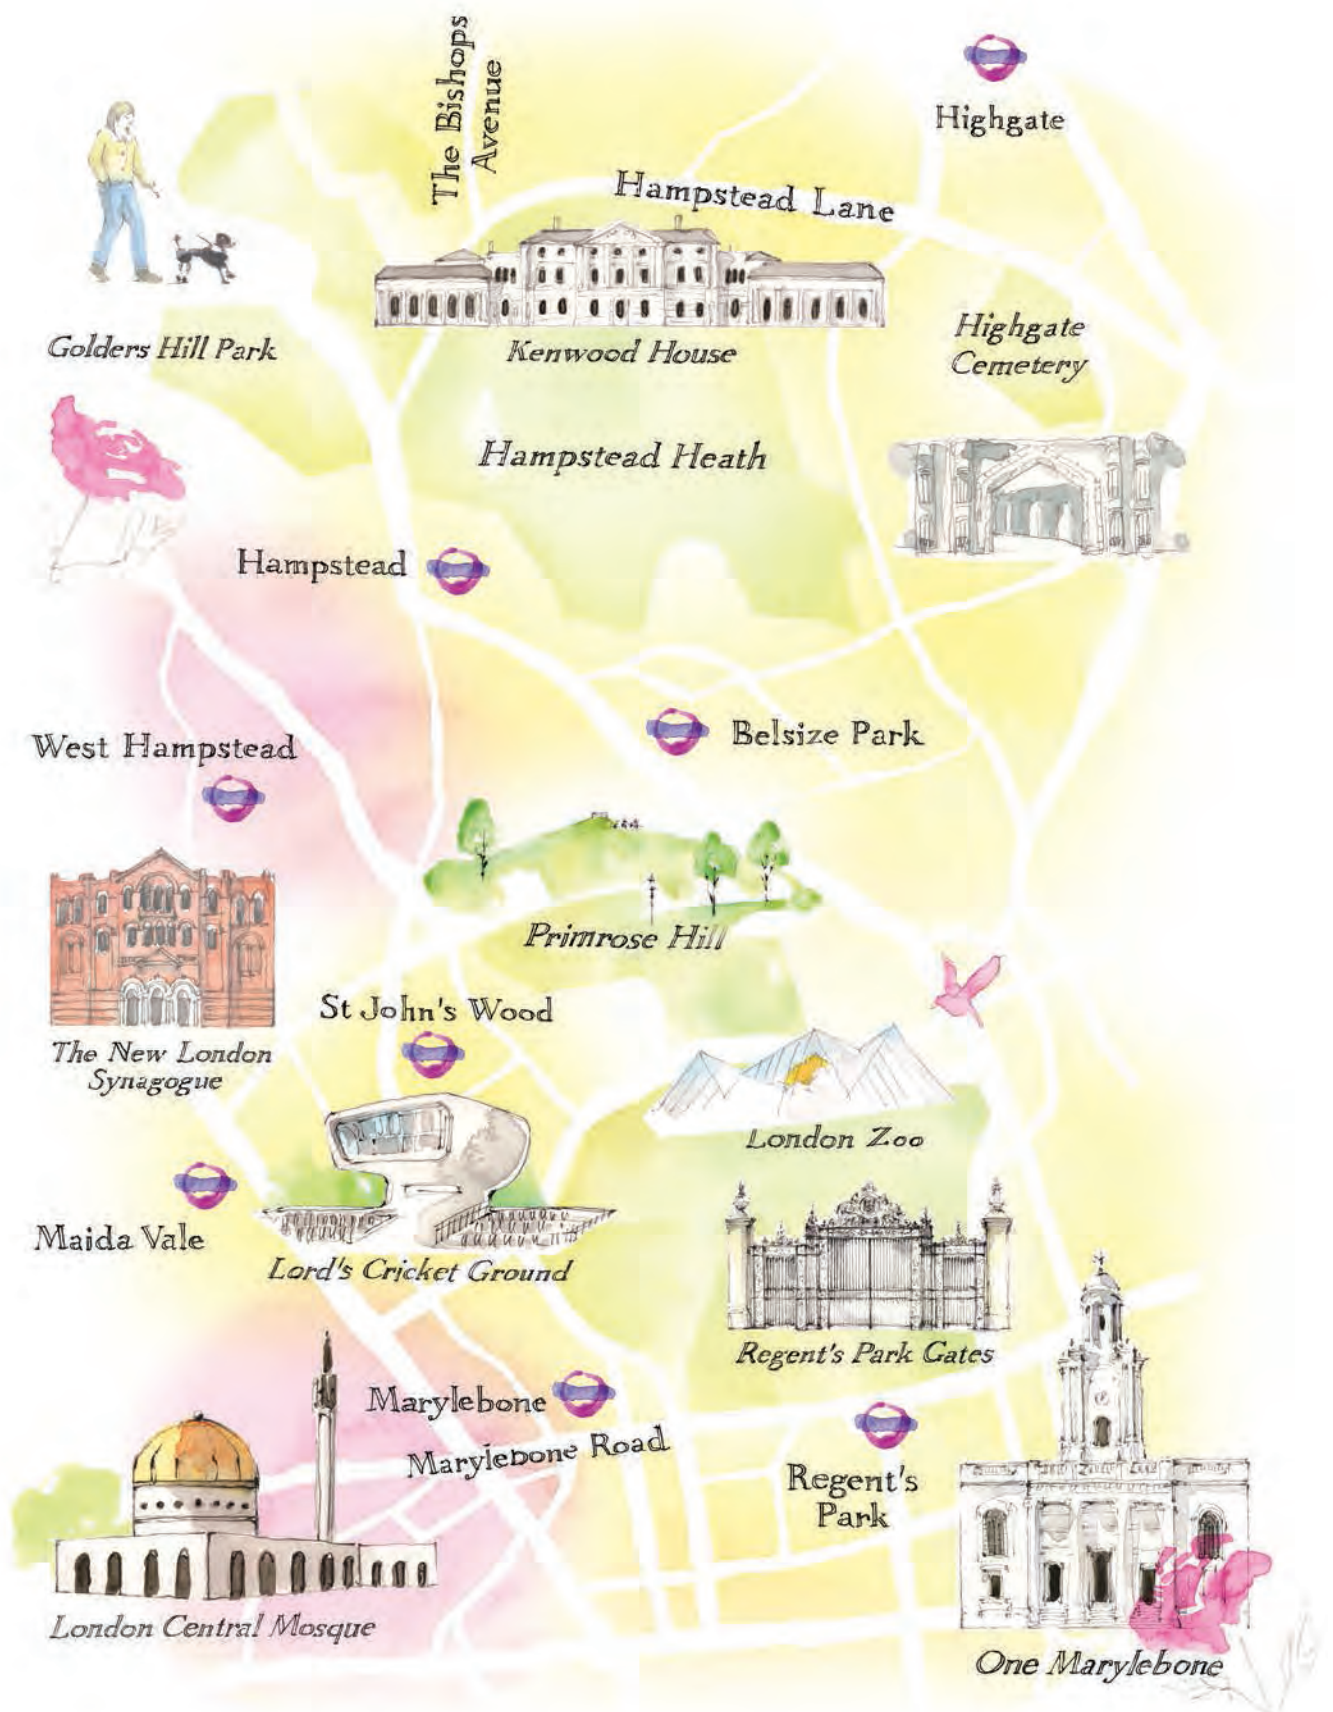 The Bishops
Avenue
Highgate
Hampstead Lane
Golders Hill Park
Kenwood House
Highgate
Cemetery
Hampstead Heath
Hampstead
West Hampstead
Belsize Park
Primrose Hill
St John's Wood
The New London
Synagogue
London Zoo
Maida Vale
Lord's Cricket Ground
Regent's Park Gates
Marylebone
Marylebone Road
Regent's
Park
London Central Mosque
One Marylebone